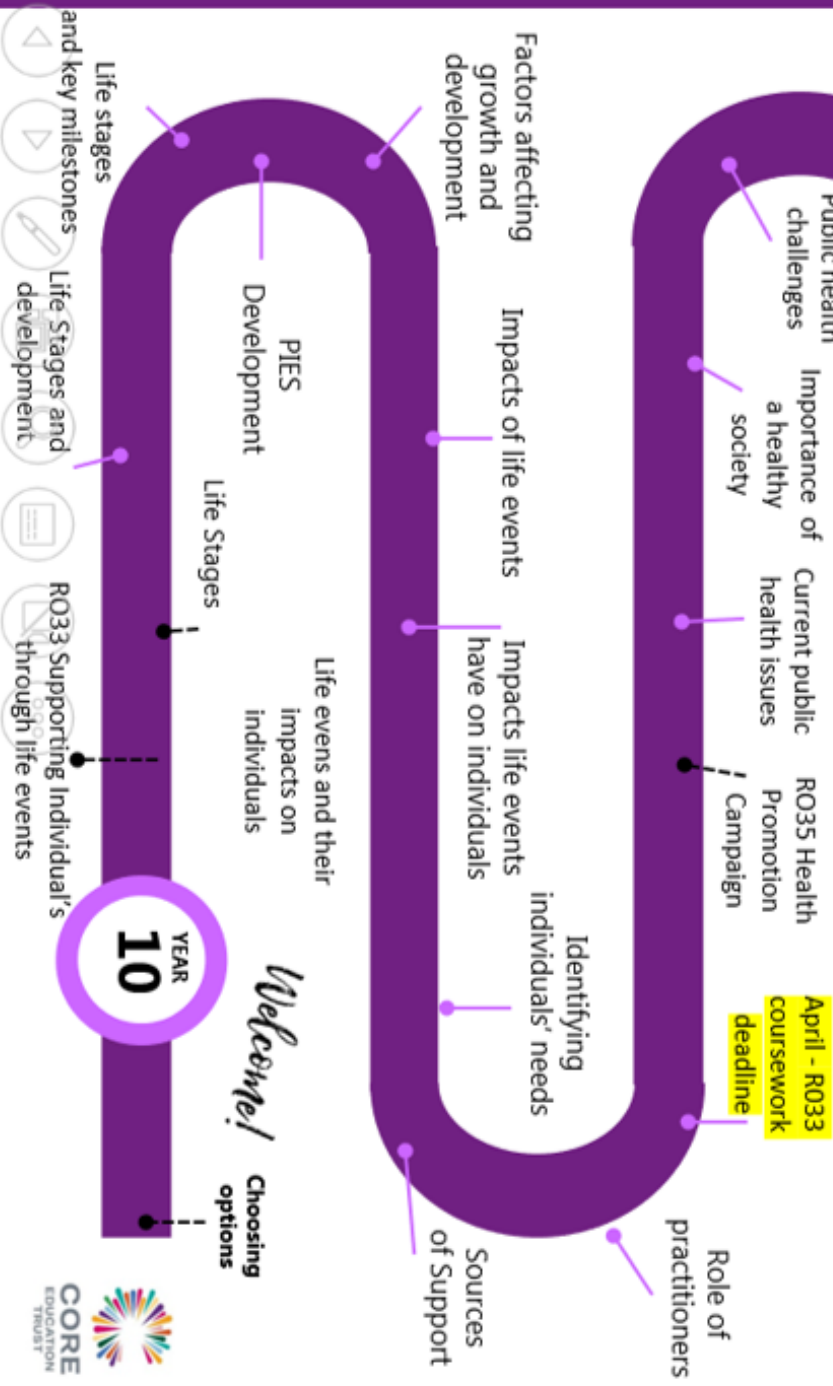 Public health
challenges
Importance of
a healthy
society
Current public
health issues
RO35 Health
Promotion
Campaign
April - R033
coursework
deadline
Role of
practitioners
Factors affecting
growth and
development
Impacts of life events
Impacts life events
have on individuals
Identifying
individuals' needs
Sources
of Support
PIES
Development
Life evens and their
impacts on
individuals
Welcome!
Choosing
options
Life Stages
YEAR
10
Life stages
and key milestones
Life Stages and
development
RO33 Supporting Individual's
through life events
CORE
EDUCATION
TRUST